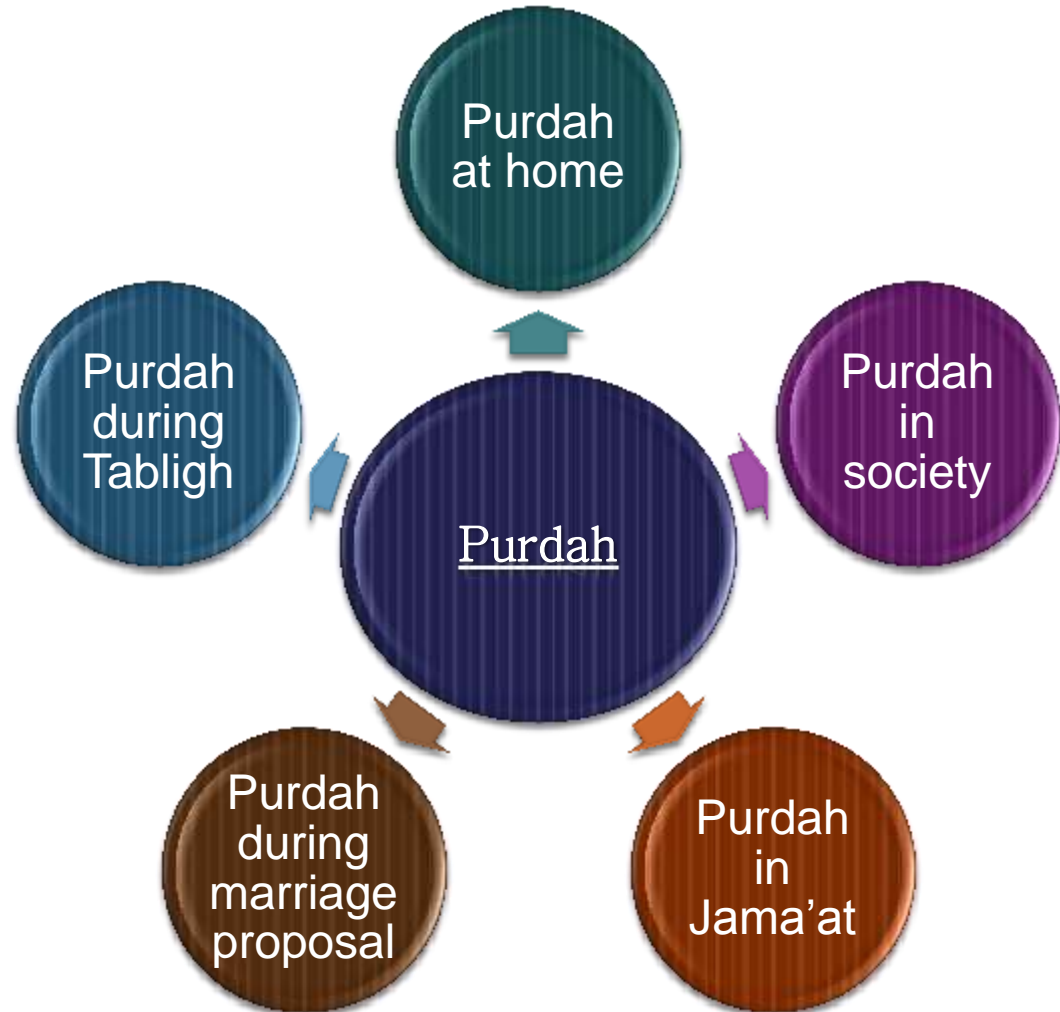 Purdah
at home
Purdah
during
Tabligh
Purdah
in
society
Purdah
Purdah
during
marriage
proposal
Purdah
in
Jama’at